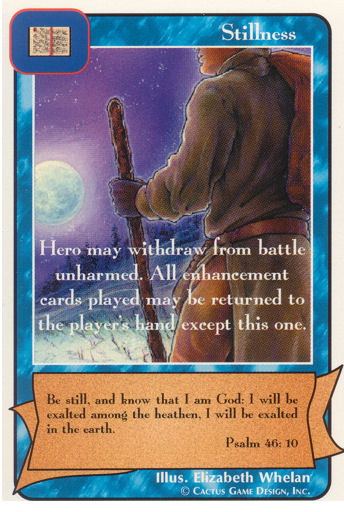 Stillness
Hero may withdraw from battle
unharmed. All enhancement
cards played may be returned to
the player's hand except this one.
Be still, and know that I am God: I will be
exalted among the heathen, I will be exalted
in the earth.
Psalm 46: 10
Illus. Elizabeth Whelan
© Cactus Game Design, Inc.